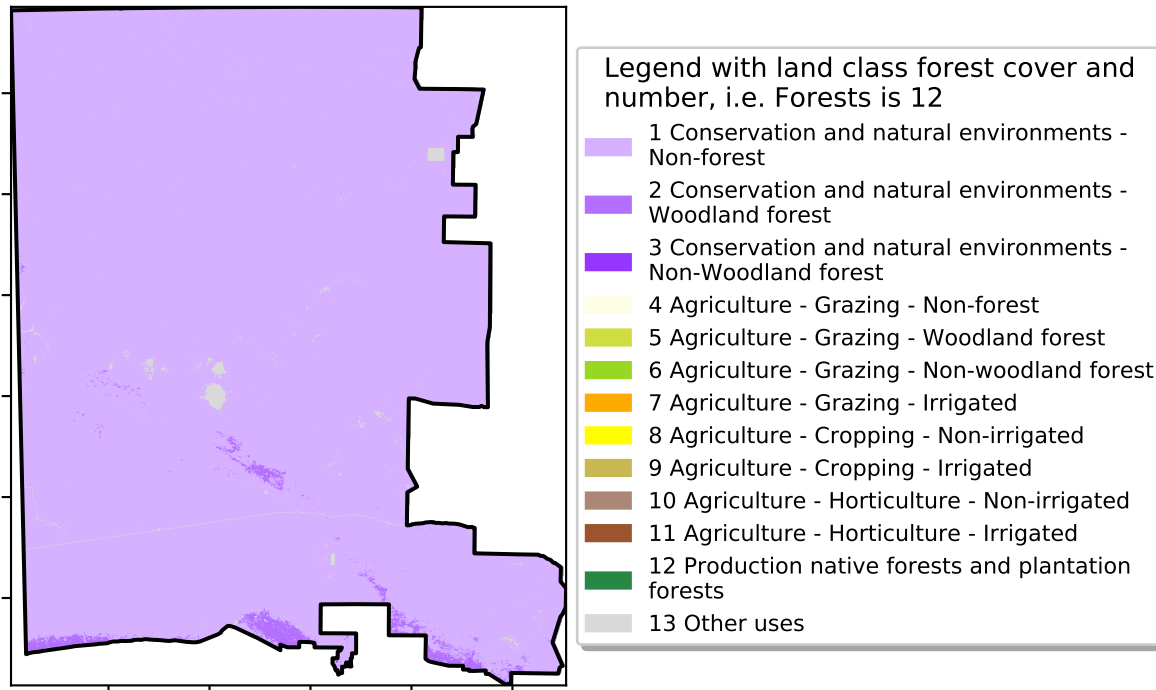 Legend with land class forest cover and
number, i.e. Forests is 12
1 Conservation and natural environments -
Non-forest
2 Conservation and natural environments -
Woodland forest
3 Conservation and natural environments -
Non-Woodland forest
4 Agriculture - Grazing - Non-forest
5 Agriculture - Grazing - Woodland forest
6 Agriculture - Grazing - Non-woodland forest
7 Agriculture - Grazing - Irrigated
8 Agriculture - Cropping - Non-irrigated
9 Agriculture - Cropping - Irrigated
10 Agriculture - Horticulture - Non-irrigated
11 Agriculture - Horticulture - Irrigated
12 Production native forests and plantation
forests
13 Other uses